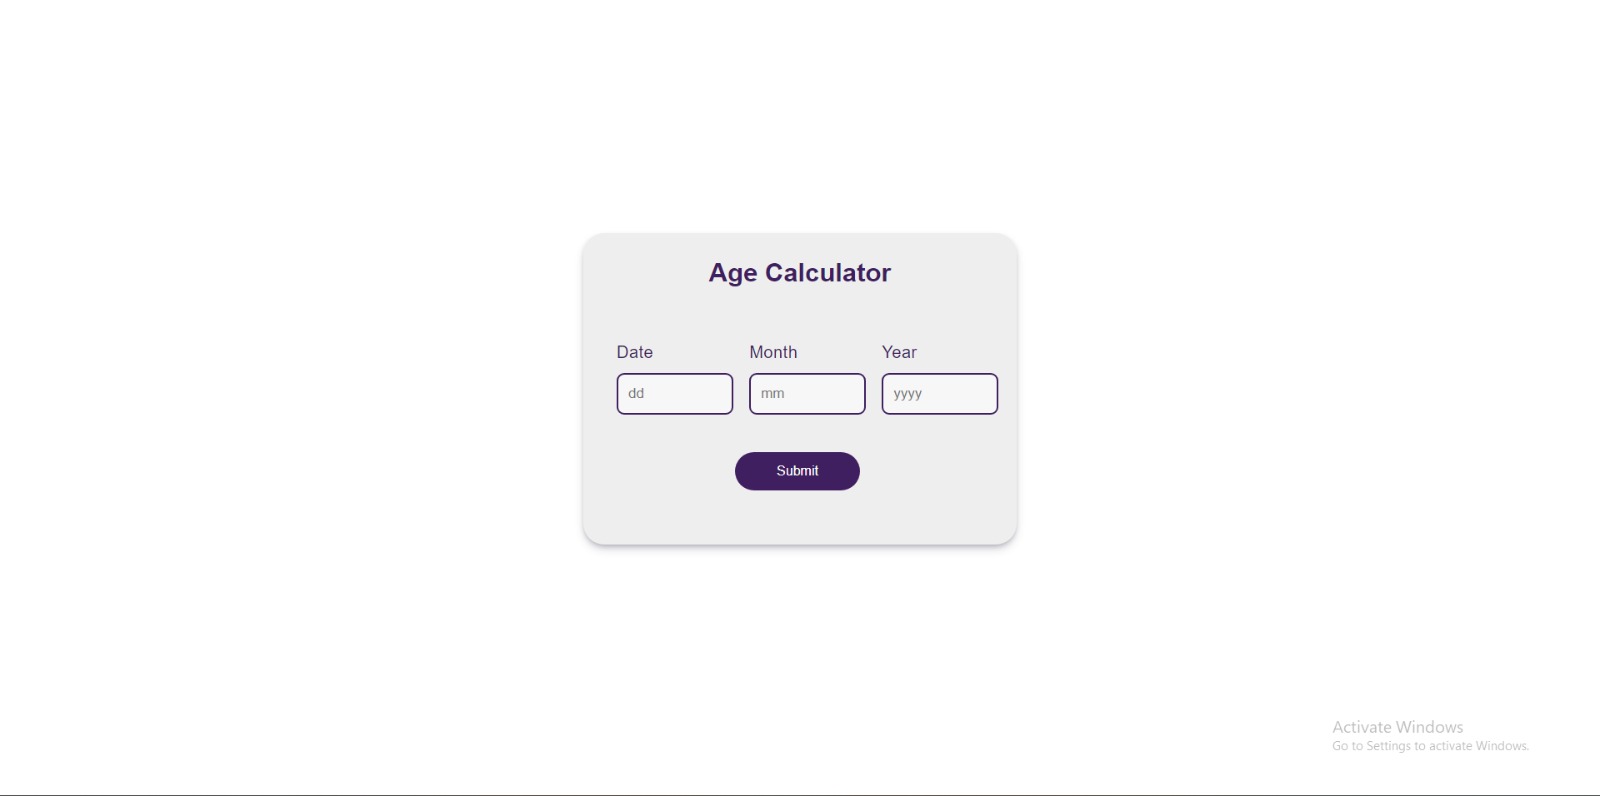 Age Calculator
Date Month Year
dd mm yyyy
Submit
Activate Windows
Go to Settings to activate Windows.